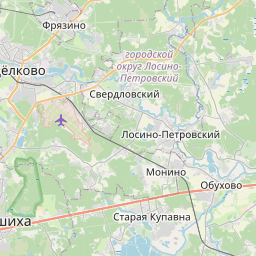 Фрязино
городской
округ Лосино-
Петровский
ёлково
Свердловский
Лосино-Петровский
Монино
Обухово
шиха
Старая Купавна